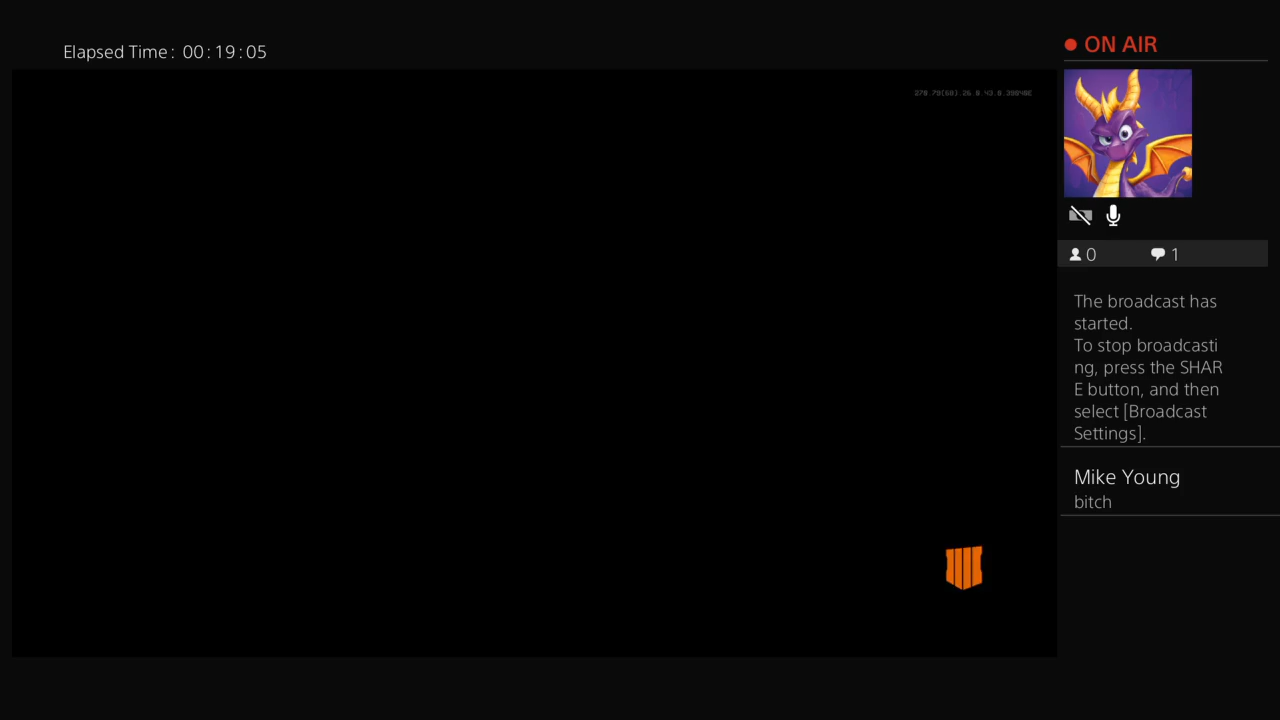 Elapsed Time: 00:19:05
ON AIR
0
1
The broadcast has
started.
To stop broadcasti
ng, press the SHAR
E button, and then
select [Broadcast
Settings].
Mike Young
bitch